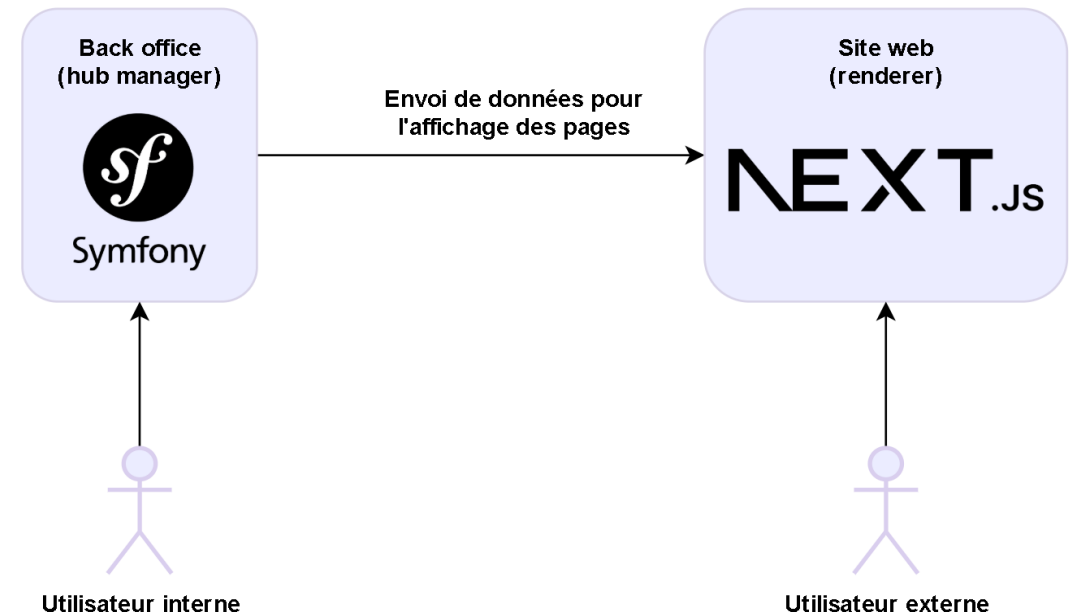 Back office
(hub manager)
sf
Symfony
Envoi de données pour
l'affichage des pages
Site web
(renderer)
NEXT.JS
Utilisateur interne
Utilisateur externe